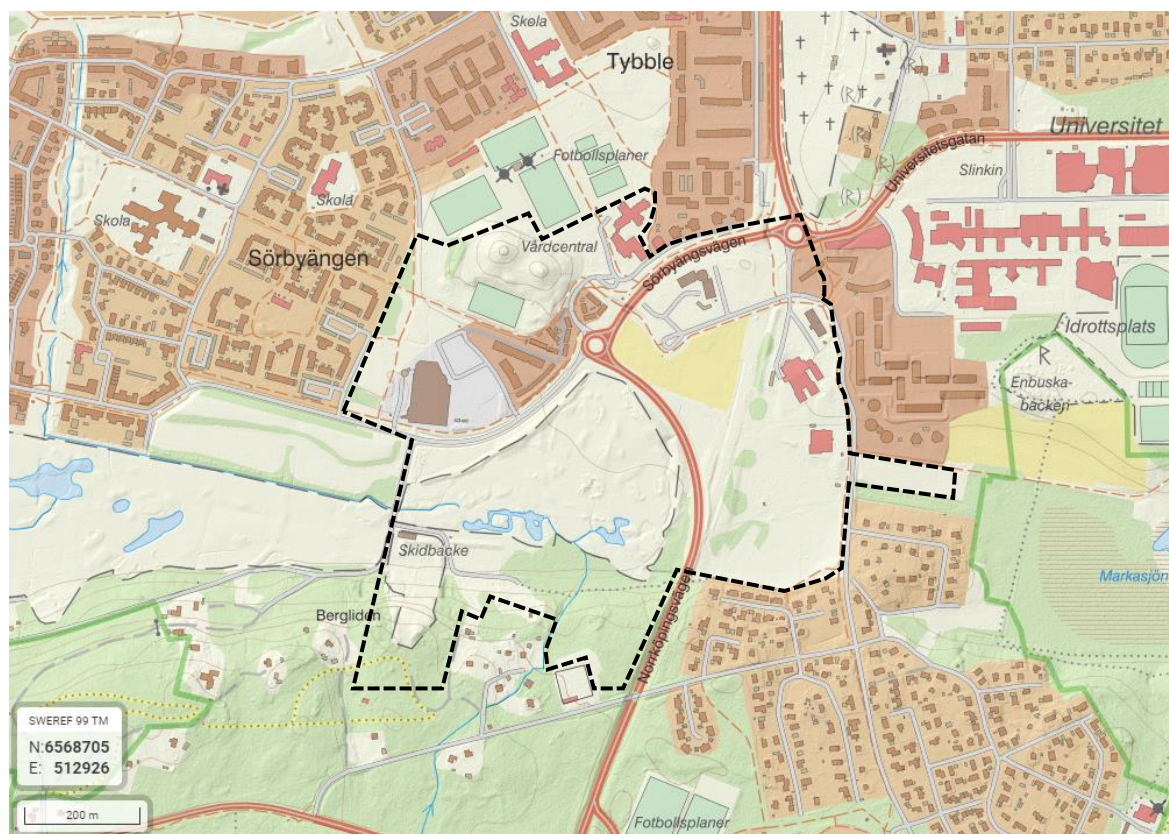 Skola
Tybble
(R)
Universitet
Universitetsgatan
Fotbollsplaner
(R)
(R)
Slinkin
Skola
Skola
(R)
Sörbyängen
Vårdcentral
Sörbyängsvägen
Idrottsplats
R
Enbuska-
backen
Skidbacke
Markasjön
Bergliden
Norrköpingsvägen
SWEREF 99 TM
N:6568705
E: 512926
200 m
Fotbollsplaner